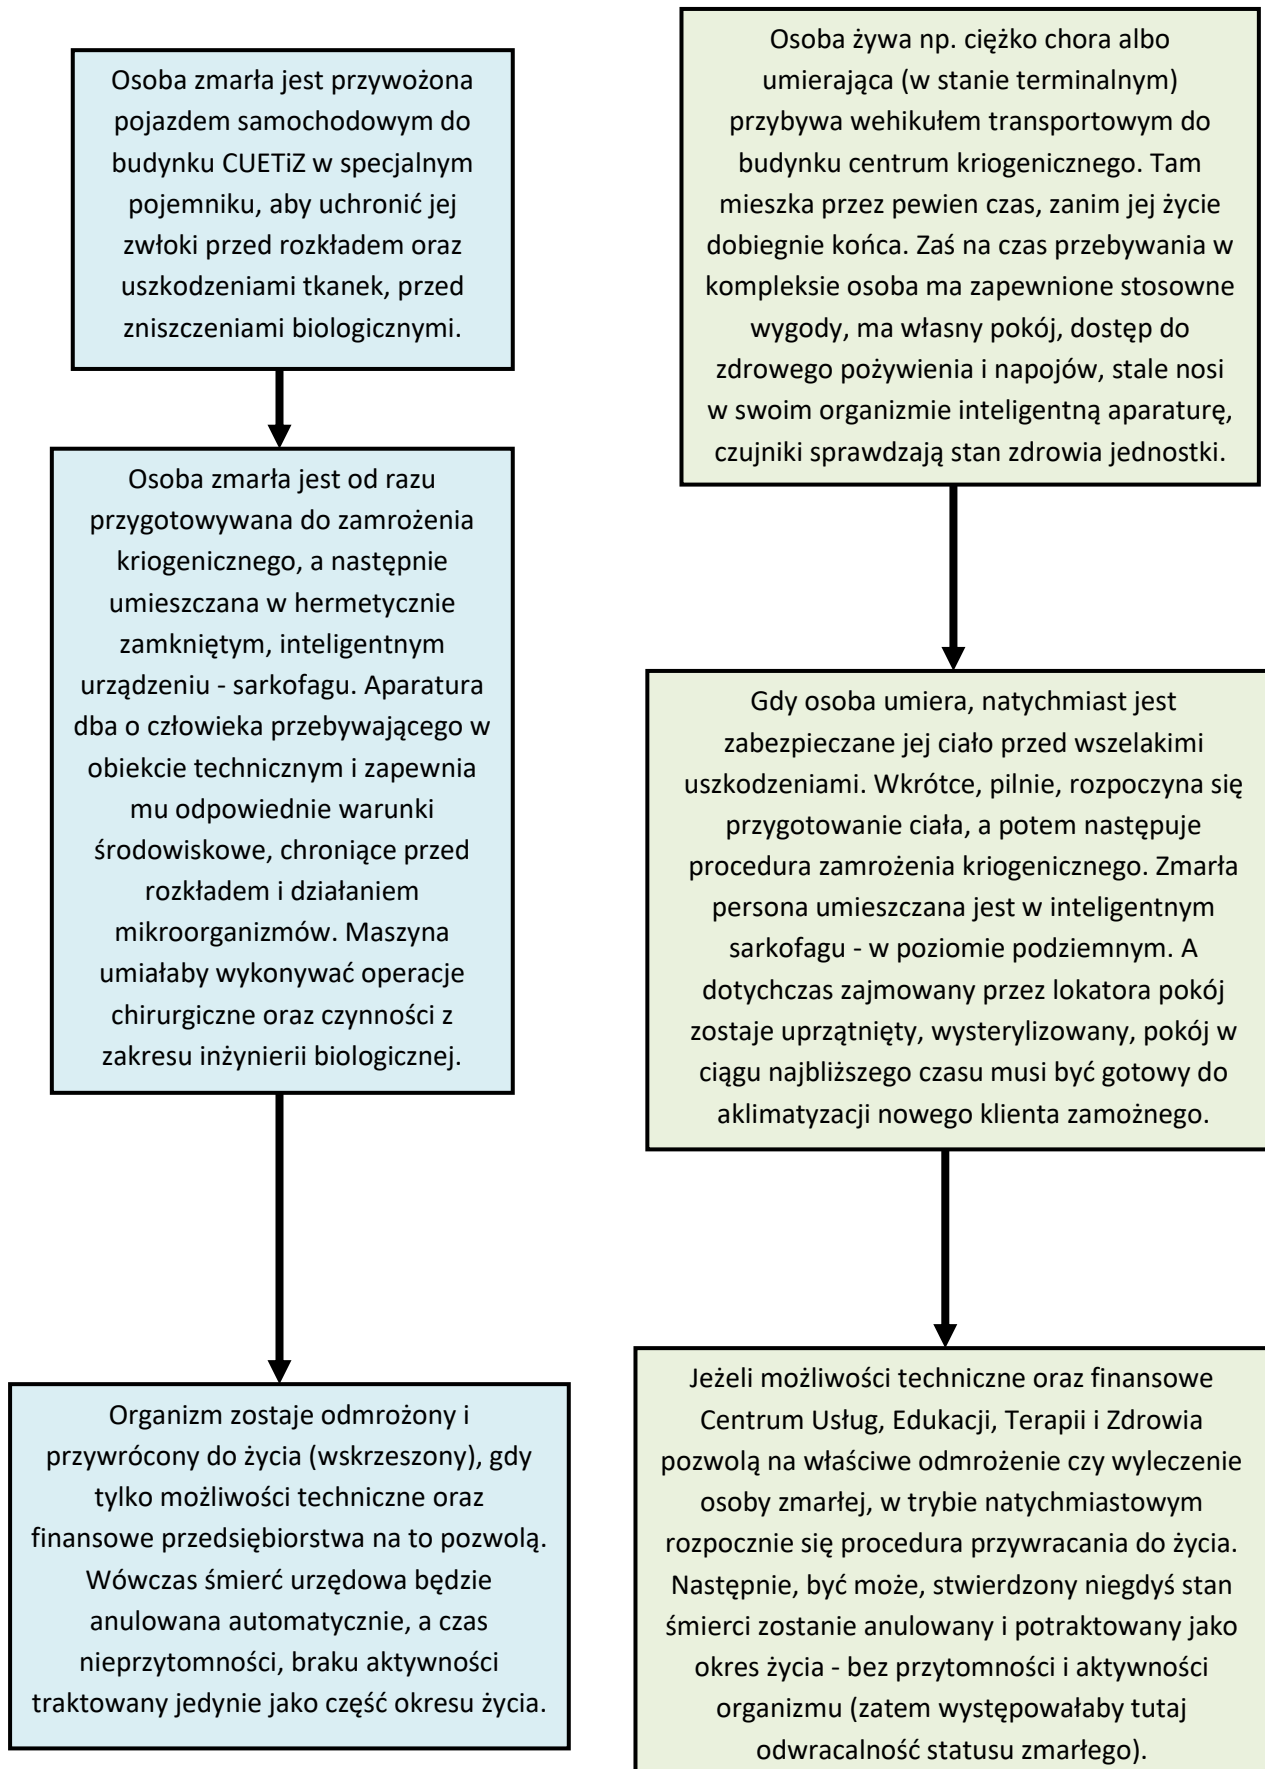 Osoba zmarła jest przywożona
pojazdem samochodowym do
budynku CUETiZ w specjalnym
pojemniku, aby uchronić jej
zwłoki przed rozkładem oraz
uszkodzeniami tkanek, przed
zniszczeniami biologicznymi.
Osoba zmarła jest od razu
przygotowywana do zamrożenia
kriogenicznego, a następnie
umieszczana w hermetycznie
zamkniętym, inteligentnym
urządzeniu - sarkofagu. Aparatura
dba o człowieka przebywającego w
obiekcie technicznym i zapewnia
mu odpowiednie warunki
środowiskowe, chroniące przed
rozkładem i działaniem
mikroorganizmów. Maszyna
umiałaby wykonywać operacje
chirurgiczne oraz czynności z
zakresu inżynierii biologicznej.
Organizm zostaje odmrożony i
przywrócony do życia (wskrzeszony), gdy
tylko możliwości techniczne oraz
finansowe przedsiębiorstwa na to pozwolą.
Wówczas śmierć urzędowa będzie
anulowana automatycznie, a czas
nieprzytomności, braku aktywności
traktowany jedynie jako część okresu życia.
Osoba żywa np. ciężko chora albo
umierająca (w stanie terminalnym)
przybywa wehikułem transportowym do
budynku centrum kriogenicznego. Tam
mieszka przez pewien czas, zanim jej życie
dobiegnie końca. Zaś na czas przebywania w
kompleksie osoba ma zapewnione stosowne
wygody, ma własny pokój, dostęp do
zdrowego pożywienia i napojów, stale nosi
w swoim organizmie inteligentną aparaturę,
czujniki sprawdzają stan zdrowia jednostki.
Gdy osoba umiera, natychmiast jest
zabezpieczane jej ciało przed wszelakimi
uszkodzeniami. Wkrótce, pilnie, rozpoczyna się
przygotowanie ciała, a potem następuje
procedura zamrożenia kriogenicznego. Zmarła
persona umieszczana jest w inteligentnym
sarkofagu - w poziomie podziemnym. A
dotychczas zajmowany przez lokatora pokój
zostaje uprzątnięty, wysterylizowany, pokój w
ciągu najbliższego czasu musi być gotowy do
aklimatyzacji nowego klienta zamożnego.
Jeżeli możliwości techniczne oraz finansowe
Centrum Usług, Edukacji, Terapii i Zdrowia
pozwolą na właściwe odmrożenie czy wyleczenie
osoby zmarłej, w trybie natychmiastowym
rozpocznie się procedura przywracania do życia.
Następnie, być może, stwierdzony niegdyś stan
śmierci zostanie anulowany i potraktowany jako
okres życia - bez przytomności i aktywności
organizmu (zatem występowałaby tutaj
odwracalność statusu zmarłego).